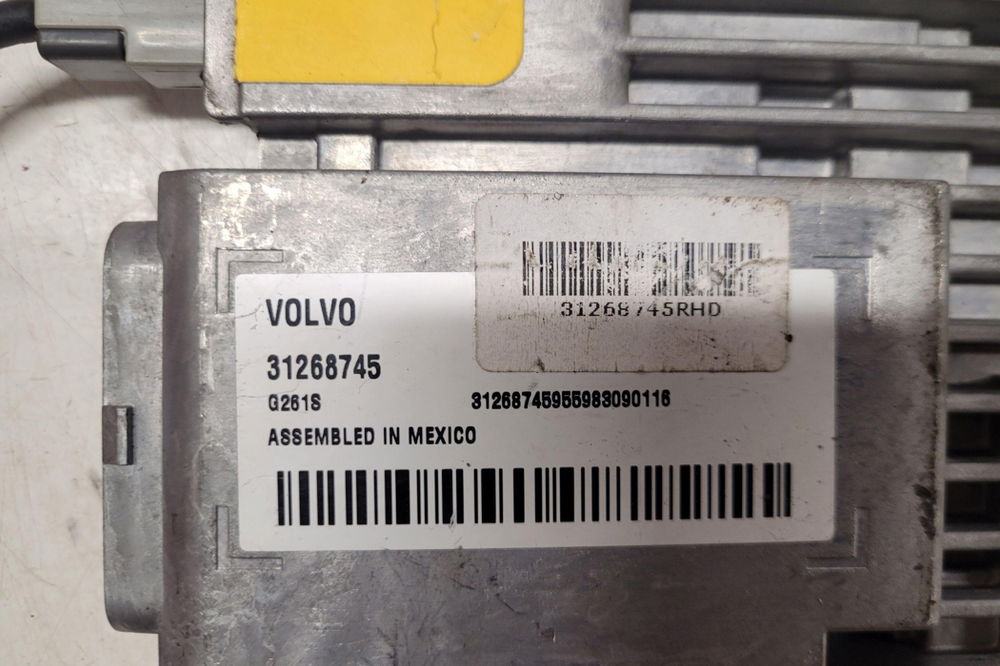 31268745RHD
VOLVO
31268745
G261S
31268745955983090116
ASSEMBLED IN MEXICO